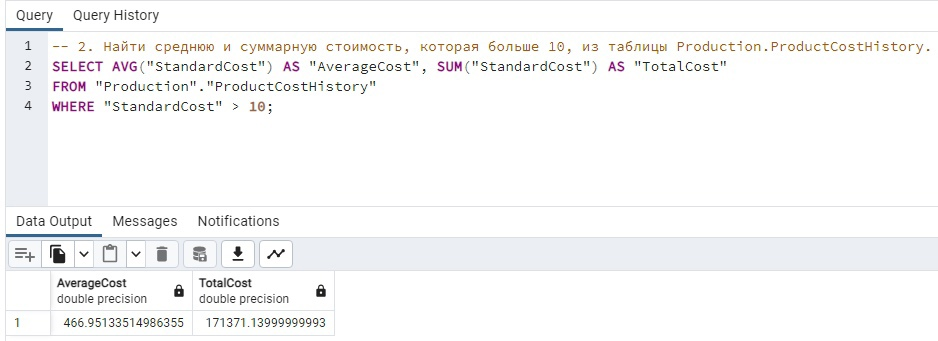 Query Query History
1 -- 2. Найти среднюю и суммарную стоимость, которая больше 10, из таблицы Production.ProductCostHistory.
2 SELECT AVG("StandardCost") AS "AverageCost", SUM("StandardCost") AS "TotalCost"
3 FROM "Production"."ProductCostHistory"
4 WHERE "StandardCost" > 10;
Data Output Messages Notifications
AverageCost TotalCost
double precision double precision
1 466.95133514986355 171371.13999999993